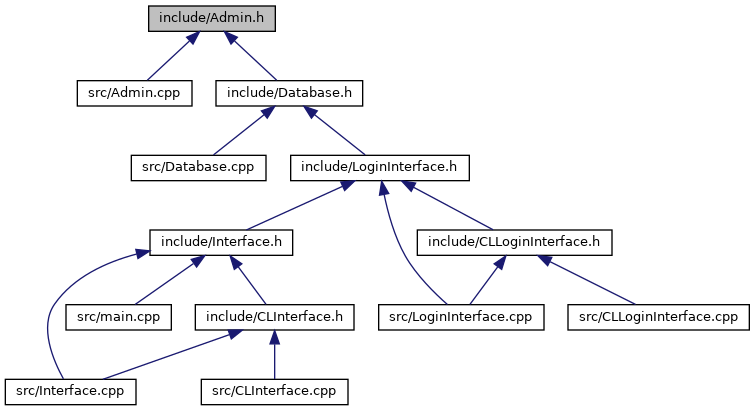 include/Admin.h
src/Admin.cpp
include/Database.h
src/Database.cpp
include/LoginInterface.h
include/Interface.h
include/CLLoginInterface.h
src/main.cpp
include/CLInterface.h
src/LoginInterface.cpp
src/CLLoginInterface.cpp
src/Interface.cpp
src/CLInterface.cpp